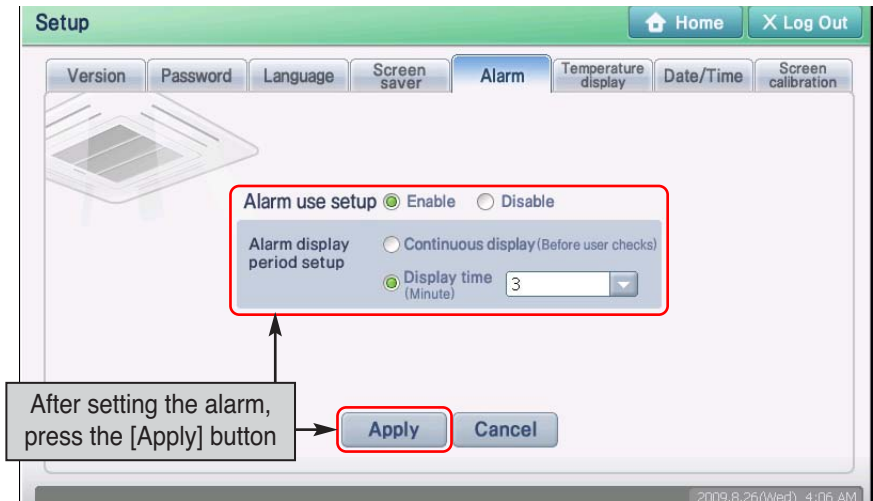 Setup
Home
X Log Out
Version
Password
Language
Screen
saver
Alarm
Temperature
display
Date/Time
Screen
calibration
Alarm use setup
Enable
Disable
Alarm display
period setup
Continuous display(Before user checks)
Display time
(Minute)
3
After setting the alarm,
press the [Apply] button
Apply
Cancel
2009.8.26(Wed) 4:06 AM